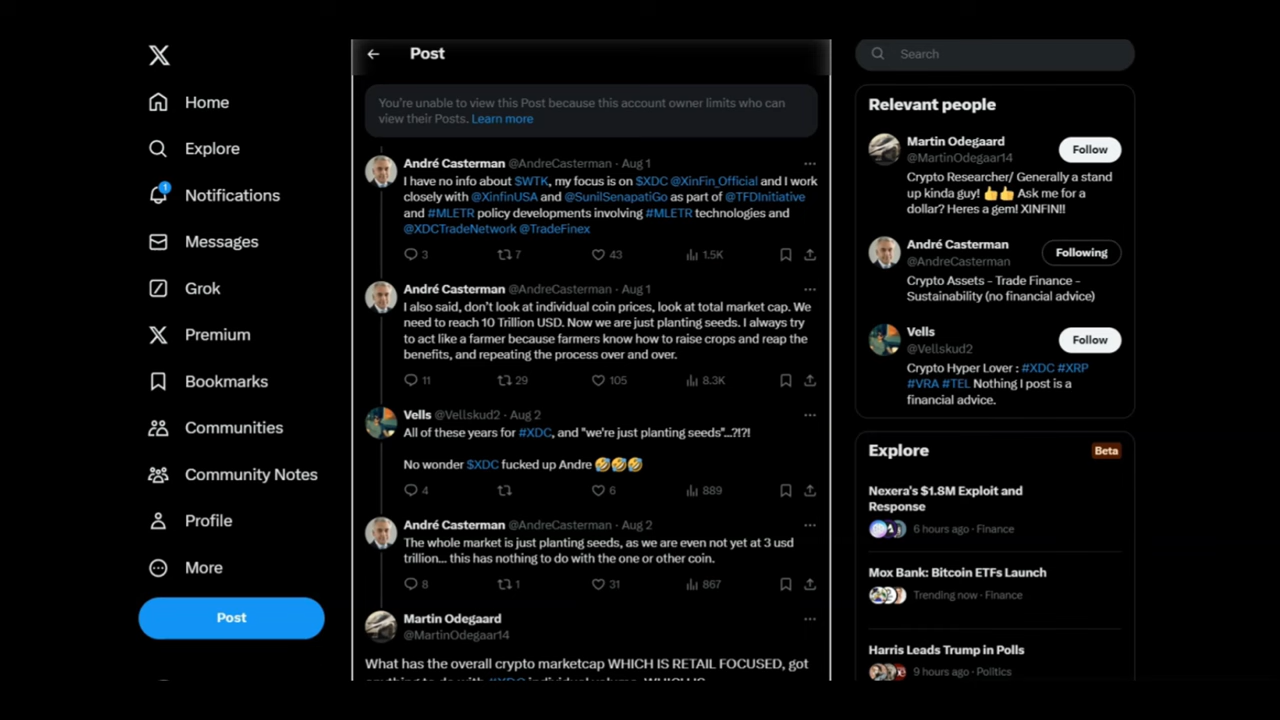 Home
Explore
1
Notifications
Messages
Grok
Premium
Bookmarks
Communities
Community Notes
Profile
More
Post
Post
You're unable to view this Post because this account owner limits who can
view their Posts. Learn more
André Casterman @AndreCasterman · Aug 1
I have no info about $WTK, my focus is on $XDC @XinFin_Official and I work
closely with @XinfinUSA and @SunilSenapatiGo as part of @TFDInitiative
and #MLETR policy developments involving #MLETR technologies and
@XDCTradeNetwork @TradeFinex
3 7 43 1.5K
André Casterman @AndreCasterman · Aug 1
I also said, don't look at individual coin prices, look at total market cap. We
need to reach 10 Trillion USD. Now we are just planting seeds. I always try
to act like a farmer because farmers know how to raise crops and reap the
benefits, and repeating the process over and over.
11 29 105 8.3K
Vells @Vellskud2 · Aug 2
All of these years for #XDC, and "we're just planting seeds"...?!?!
No wonder $XDC fucked up Andre 🤣🤣🤣
4 6 889
André Casterman @AndreCasterman · Aug 2
The whole market is just planting seeds, as we are even not yet at 3 usd
trillion... this has nothing to do with the one or other coin.
8 1 31 867
Martin Odegaard
@MartinOdegaar14
What has the overall crypto marketcap WHICH IS RETAIL FOCUSED, got
anything to do with #XDC individual volume, WHICH IS
Search
Relevant people
Martin Odegaard
@MartinOdegaar14
Follow
Crypto Researcher/ Generally a stand
up kinda guy! 👍👍 Ask me for a
dollar? Heres a gem! XINFIN!!
André Casterman
@AndreCasterman
Following
Crypto Assets - Trade Finance -
Sustainability (no financial advice)
Vells
@Vellskud2
Follow
Crypto Hyper Lover : #XDC #XRP
#VRA #TEL Nothing I post is a
financial advice.
Explore
Beta
Nexera's $1.8M Exploit and
Response
6 hours ago · Finance
Mox Bank: Bitcoin ETFs Launch
Trending now · Finance
Harris Leads Trump in Polls
9 hours ago · Politics